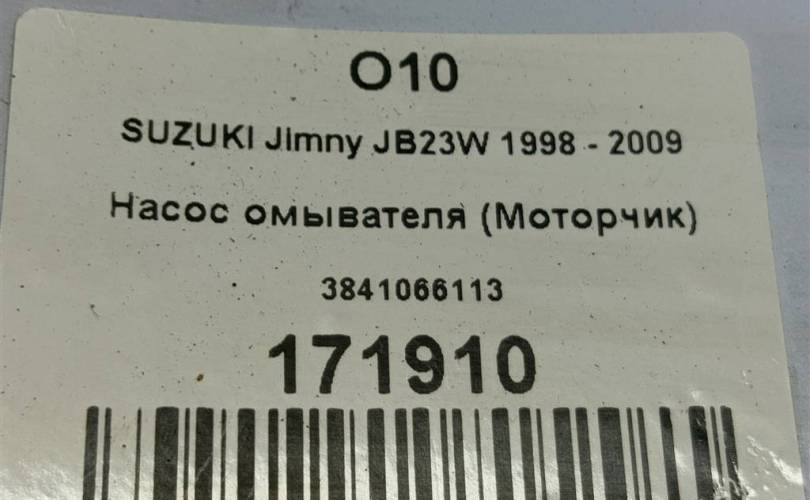 O10
SUZUKI Jimny JB23W 1998 - 2009
Насос омывателя (Моторчик)
3841066113
171910